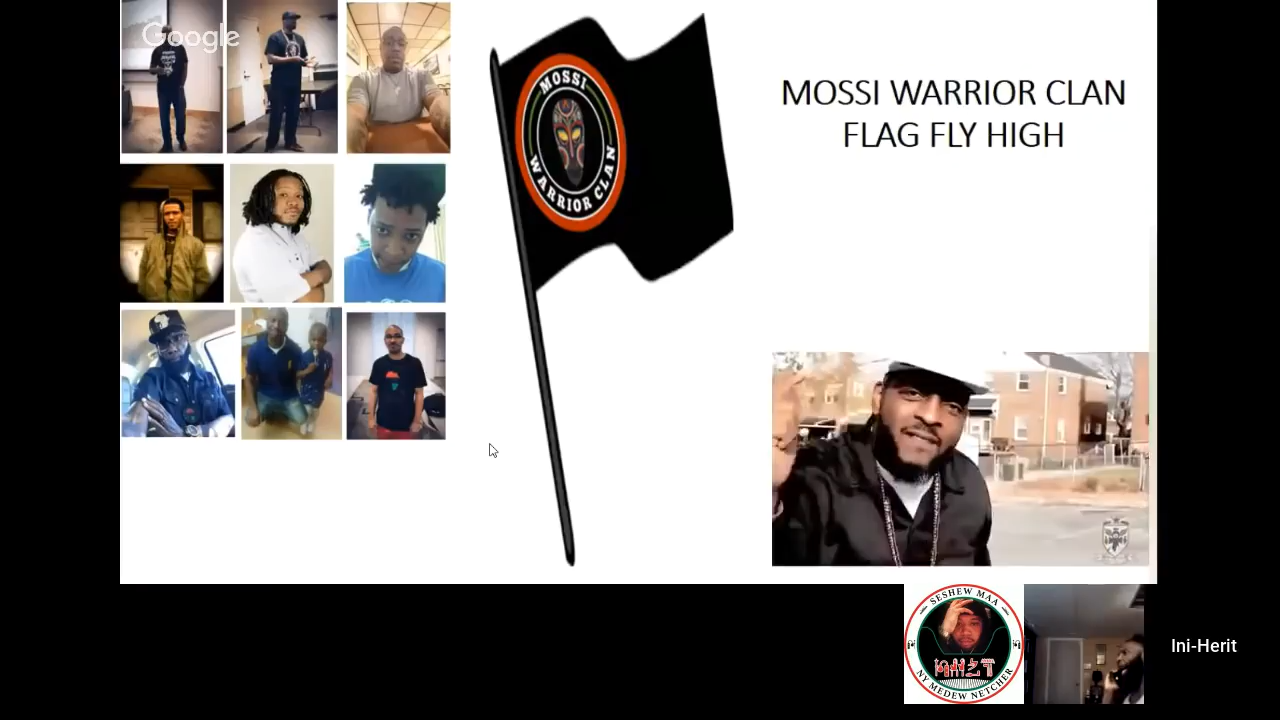 Google
MOSSI WARRIOR CLAN
FLAG FLY HIGH
MOSSI
WARRIOR CLAN
SESHEW MAA
NY MEDEW NETCHER
Ini-Herit